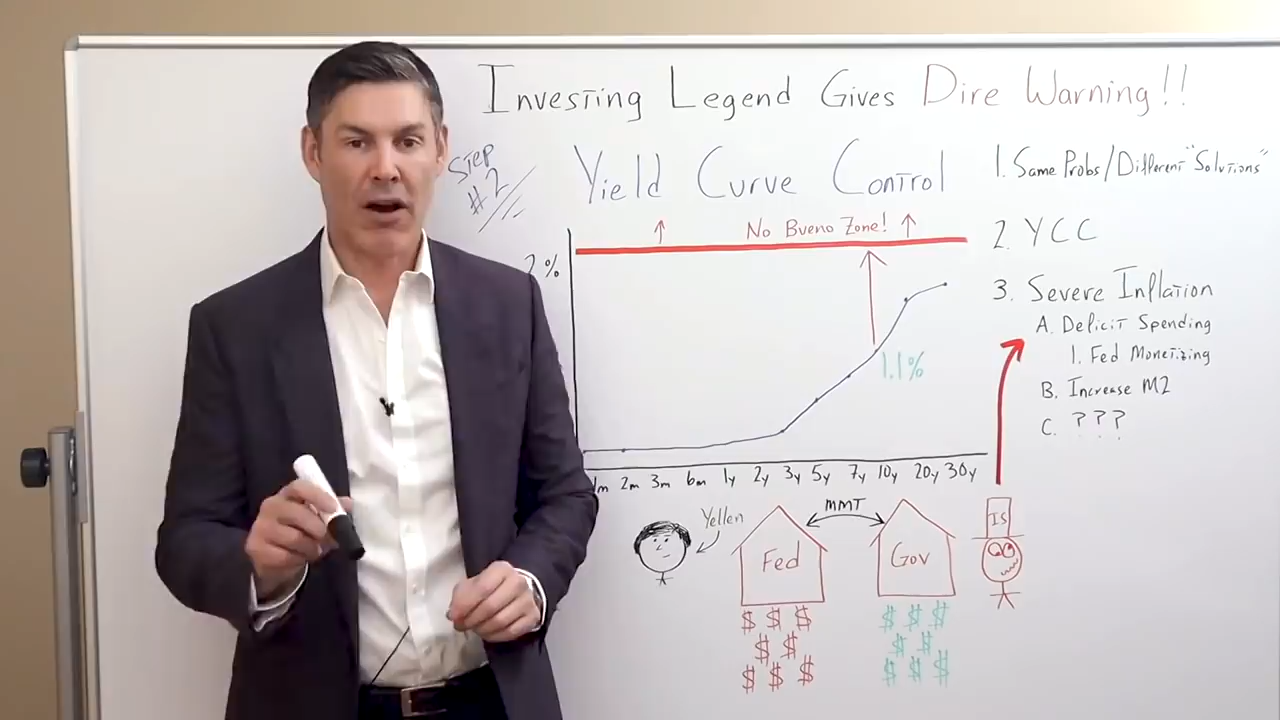 Investing Legend Gives Dire Warning!!
Step
#2
Yield Curve Control
No Bueno Zone!
2%
1.1%
1m 2m 3m 6m 1y 2y 3y 5y 7y 10y 20y 30y
1. Same Probs/Different "Solutions"
2. YCC
3. Severe Inflation
A. Deficit Spending
1. Fed Monetizing
B. Increase M2
C. ???
Yellen
MMT
Fed
Gov
IS
$ $ $ $ $ $
$ $ $ $
$ $ $ $ $ $